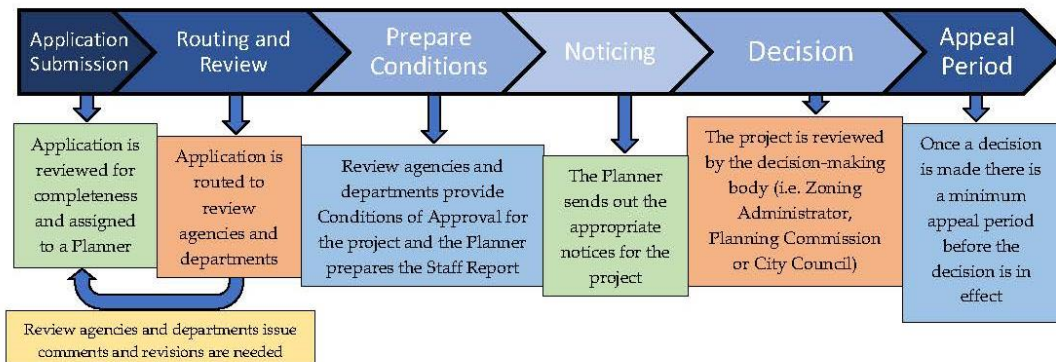 Application
Submission
Routing and
Review
Prepare
Conditions
Noticing
Decision
Appeal
Period
Application is
reviewed for
completeness
and assigned
to a Planner
Application is
routed to
review
agencies and
departments
Review agencies and
departments provide
Conditions of Approval for
the project and the Planner
prepares the Staff Report
The Planner
sends out the
appropriate
notices for the
project
The project is reviewed
by the decision-making
body (i.e. Zoning
Administrator,
Planning Commission
or City Council)
Once a decision
is made there is
a minimum
appeal period
before the
decision is in
effect
Review agencies and departments issue
comments and revisions are needed